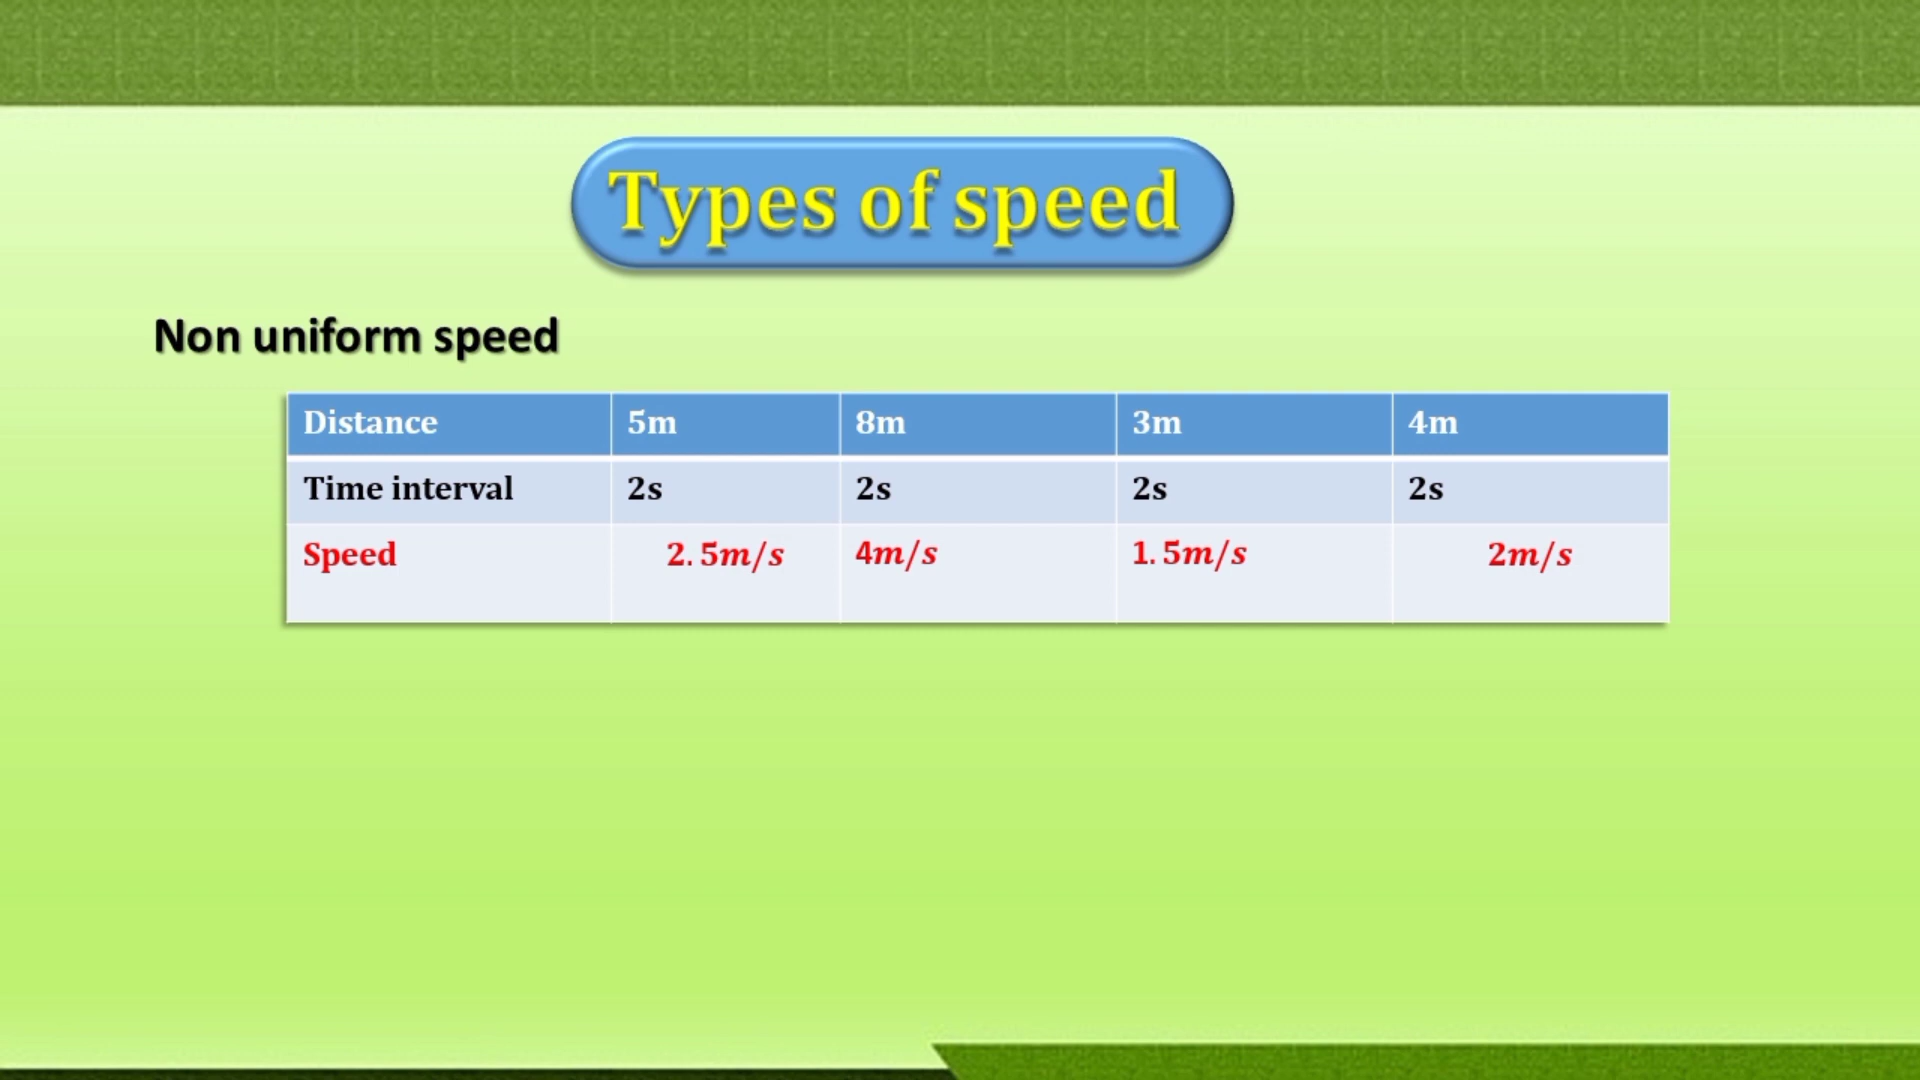 Types of speed
Non uniform speed
Distance 5m 8m 3m 4m
Time interval 2s 2s 2s 2s
Speed 2. 5m/s 4m/s 1. 5m/s 2m/s